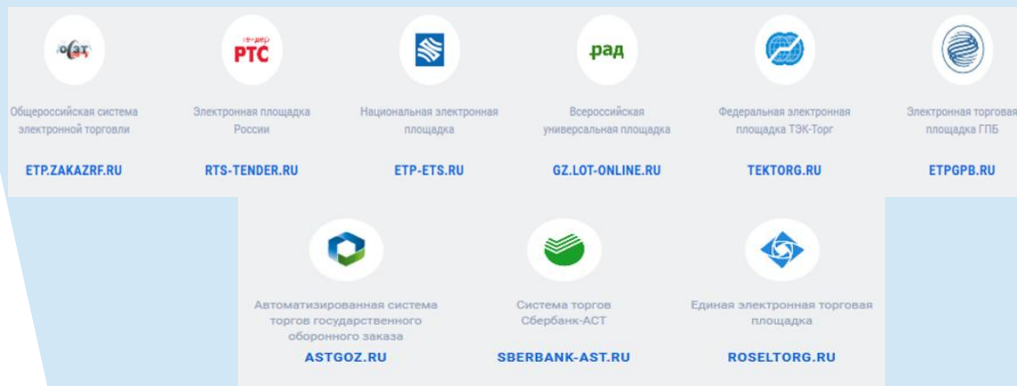 осэт
тендер
РТС
рад
Общероссийская система
электронной торговли
Электронная площадка
России
Национальная электронная
площадка
Всероссийская
универсальная площадка
Федеральная электронная
площадка ТЭК-Торг
Электронная торговая
площадка ГПБ
ETP.ZAKAZRF.RU
RTS-TENDER.RU
ETP-ETS.RU
GZ.LOT-ONLINE.RU
TEKTORG.RU
ETPGPB.RU
Автоматизированная система
торгов государственного
оборонного заказа
Система торгов
Сбербанк-АСТ
Единая электронная торговая
площадка
ASTGOZ.RU
SBERBANK-AST.RU
ROSELTORG.RU